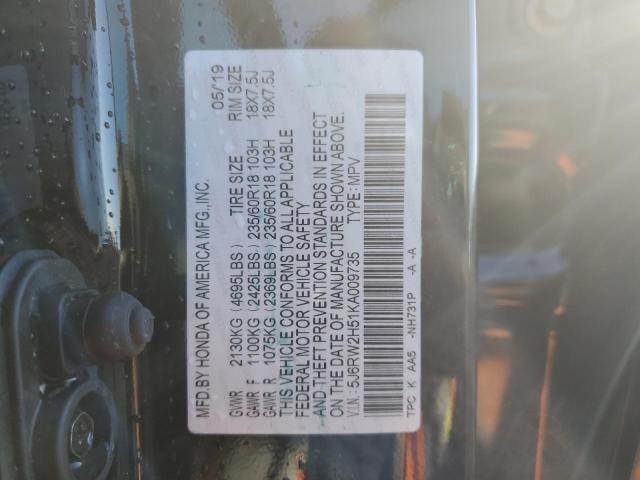 MFD BY HONDA OF AMERICA MFG.,INC. 05/19
GVWR 2130KG (4695LBS) TIRE SIZE RIM SIZE
GAWR F 1100KG (2425LBS) 235/60R18 103H 18X7.5J
GAWR R 1075KG (2369LBS) 235/60R18 103H 18X7.5J
THIS VEHICLE CONFORMS TO ALL APPLICABLE
FEDERAL MOTOR VEHICLE SAFETY
AND THEFT PREVENTION STANDARDS IN EFFECT
ON THE DATE OF MANUFACTURE SHOWN ABOVE.
V.I.N.:5J6RW2H51KA009735 TYPE:MPV
TPC K AA5 -NH731P -A -A